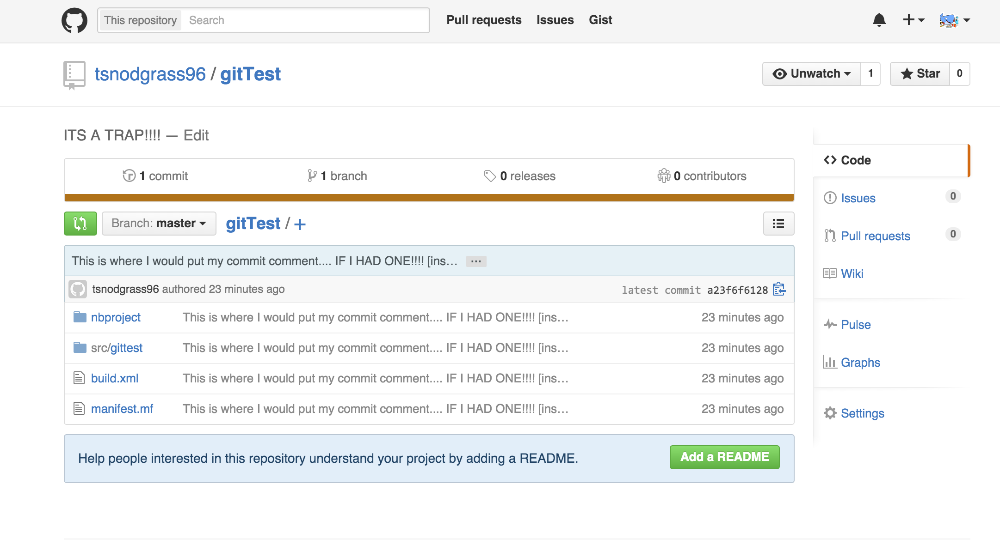 This repository Search Pull requests Issues Gist
tsnodgrass96 / gitTest Unwatch 1 Star 0
ITS A TRAP!!!! — Edit
1 commit 1 branch 0 releases 0 contributors
Branch: master gitTest / +
This is where I would put my commit comment.... IF I HAD ONE!!!! [ins… ...
tsnodgrass96 authored 23 minutes ago latest commit a23f6f6128
nbproject This is where I would put my commit comment.... IF I HAD ONE!!!! [ins… 23 minutes ago
src/gittest This is where I would put my commit comment.... IF I HAD ONE!!!! [ins… 23 minutes ago
build.xml This is where I would put my commit comment.... IF I HAD ONE!!!! [ins… 23 minutes ago
manifest.mf This is where I would put my commit comment.... IF I HAD ONE!!!! [ins… 23 minutes ago
Help people interested in this repository understand your project by adding a README. Add a README
Code
Issues 0
Pull requests 0
Wiki
Pulse
Graphs
Settings